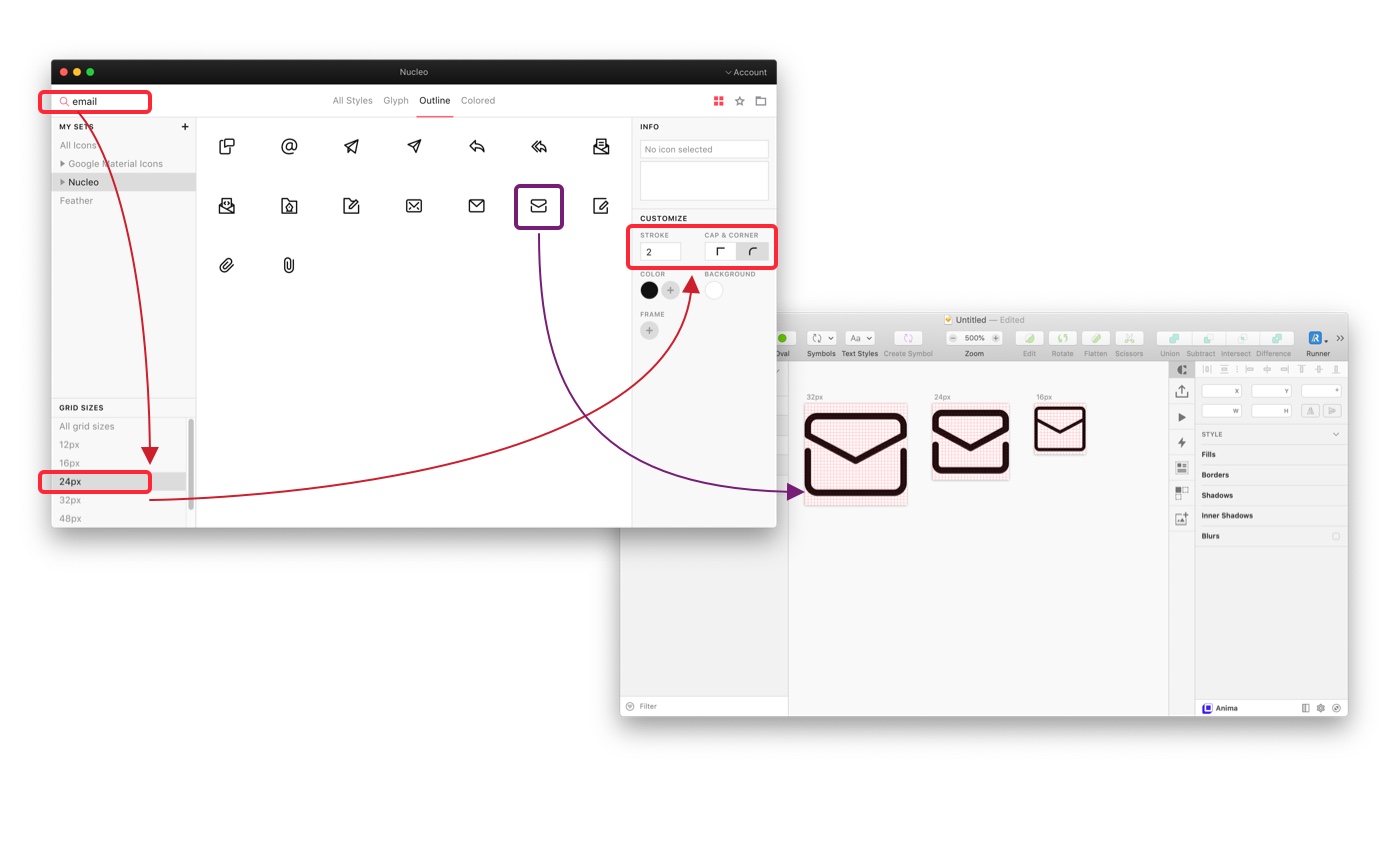 Nucleo
Account
email
All Styles Glyph Outline Colored
MY SETS +
All Icons
Google Material Icons
Nucleo
Feather
INFO
No icon selected
CUSTOMIZE
STROKE CAP & CORNER
2
COLOR BACKGROUND
FRAME
GRID SIZES
All grid sizes
12px
16px
24px
32px
48px
Untitled — Edited
Aa 500%
Oval Symbols Text Styles Create Symbol Zoom Edit Rotate Flatten Scissors Union Subtract Intersect Difference Runner
32px 24px 16px
X Y °
W H
STYLE
Fills
Borders
Shadows
Inner Shadows
Blurs
Filter
Anima